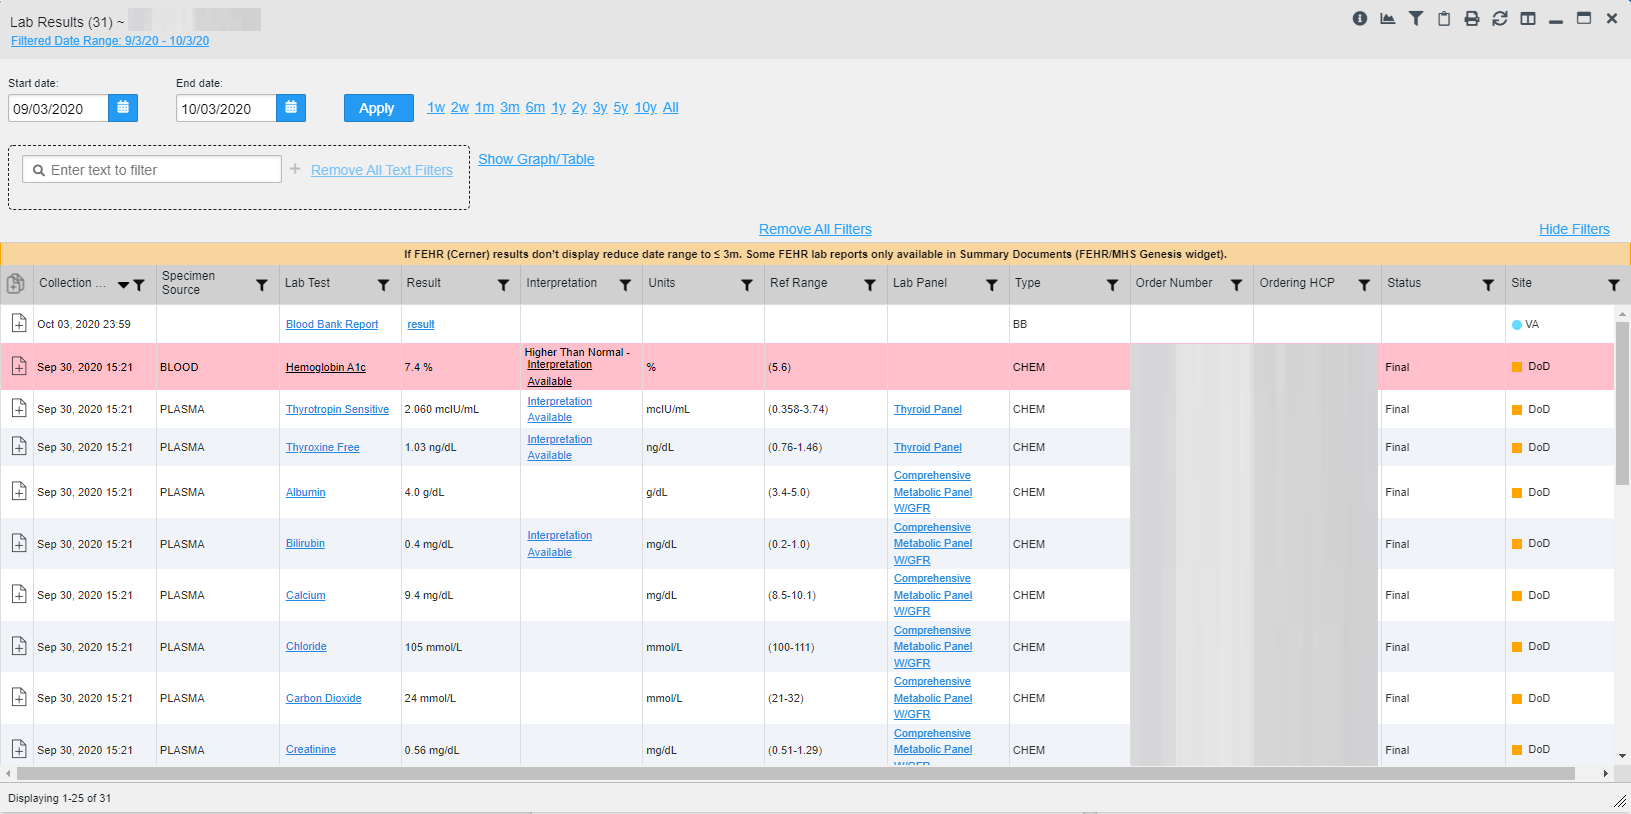 Lab Results (31) ~
Filtered Date Range: 9/3/20 - 10/3/20
Start date:
End date:
09/03/2020
10/03/2020
Apply
1w 2w 1m 3m 6m 1y 2y 3y 5y 10y All
Enter text to filter
+ Remove All Text Filters
Show Graph/Table
Remove All Filters
Hide Filters
If FEHR (Cerner) results don't display reduce date range to ≤ 3m. Some FEHR lab reports only available in Summary Documents (FEHR/MHS Genesis widget).
Collection ... Specimen Source Lab Test Result Interpretation Units Ref Range Lab Panel Type Order Number Ordering HCP Status Site
Oct 03, 2020 23:59 Blood Bank Report result BB VA
Sep 30, 2020 15:21 BLOOD Hemoglobin A1c 7.4 % Higher Than Normal - Interpretation Available % (5.6) CHEM Final DoD
Sep 30, 2020 15:21 PLASMA Thyrotropin Sensitive 2.060 mcIU/mL Interpretation Available mcIU/mL (0.358-3.74) Thyroid Panel CHEM Final DoD
Sep 30, 2020 15:21 PLASMA Thyroxine Free 1.03 ng/dL Interpretation Available ng/dL (0.76-1.46) Thyroid Panel CHEM Final DoD
Sep 30, 2020 15:21 PLASMA Albumin 4.0 g/dL g/dL (3.4-5.0) Comprehensive Metabolic Panel W/GFR CHEM Final DoD
Sep 30, 2020 15:21 PLASMA Bilirubin 0.4 mg/dL Interpretation Available mg/dL (0.2-1.0) Comprehensive Metabolic Panel W/GFR CHEM Final DoD
Sep 30, 2020 15:21 PLASMA Calcium 9.4 mg/dL mg/dL (8.5-10.1) Comprehensive Metabolic Panel W/GFR CHEM Final DoD
Sep 30, 2020 15:21 PLASMA Chloride 105 mmol/L mmol/L (100-111) Comprehensive Metabolic Panel W/GFR CHEM Final DoD
Sep 30, 2020 15:21 PLASMA Carbon Dioxide 24 mmol/L mmol/L (21-32) Comprehensive Metabolic Panel W/GFR CHEM Final DoD
Sep 30, 2020 15:21 PLASMA Creatinine 0.56 mg/dL mg/dL (0.51-1.29) Comprehensive Metabolic Panel W/GFR CHEM Final DoD
Displaying 1-25 of 31